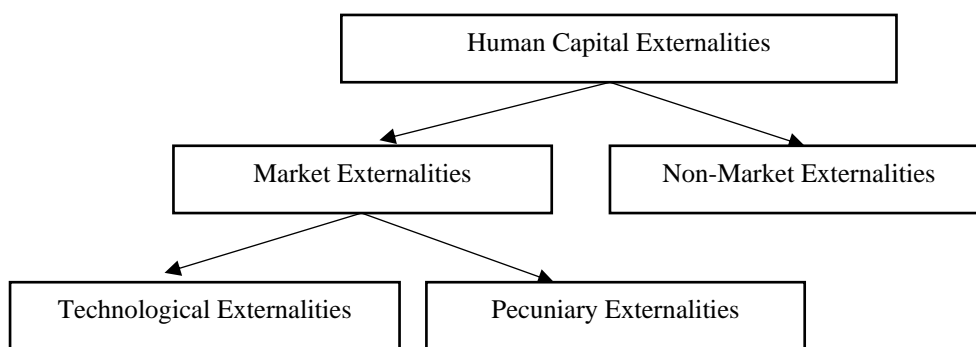 Human Capital Externalities
Market Externalities
Non-Market Externalities
Technological Externalities
Pecuniary Externalities